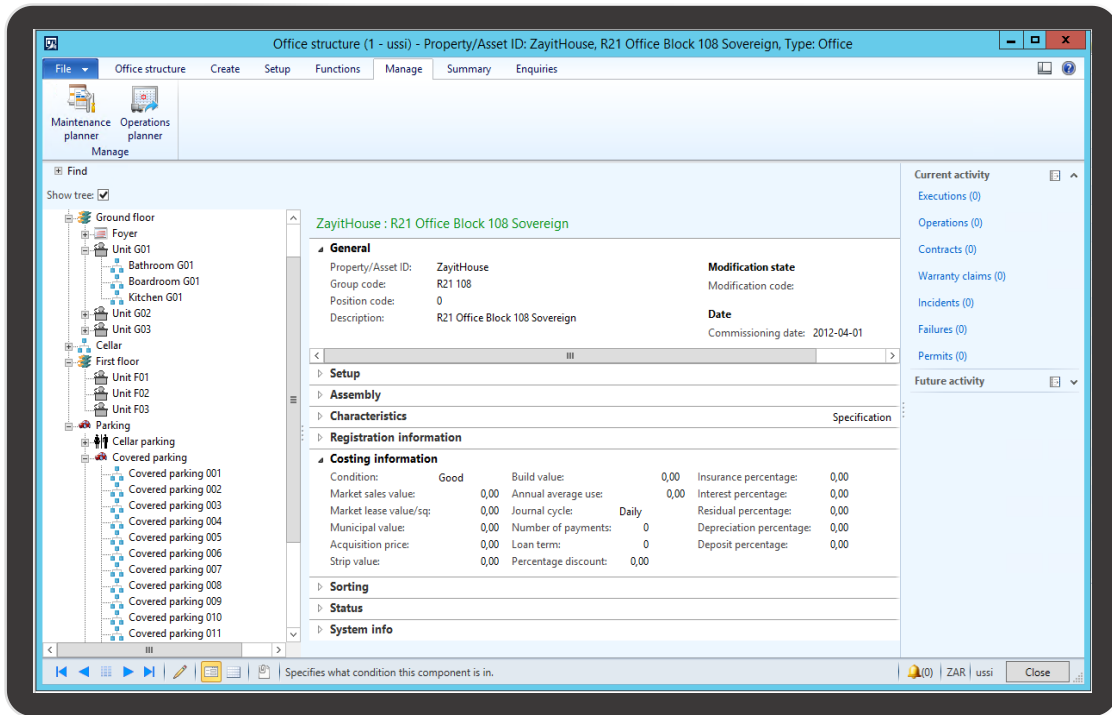 Office structure (1 - ussi) - Property/Asset ID: ZayitHouse, R21 Office Block 108 Sovereign, Type: Office
File Office structure Create Setup Functions Manage Summary Enquiries
Maintenance planner
Operations planner
Manage
Find
Show tree:
Ground floor
Foyer
Unit G01
Bathroom G01
Boardroom G01
Kitchen G01
Unit G02
Unit G03
Cellar
First floor
Unit F01
Unit F02
Unit F03
Parking
Cellar parking
Covered parking
Covered parking 001
Covered parking 002
Covered parking 003
Covered parking 004
Covered parking 005
Covered parking 006
Covered parking 007
Covered parking 008
Covered parking 009
Covered parking 010
Covered parking 011
ZayitHouse : R21 Office Block 108 Sovereign
General
Property/Asset ID: ZayitHouse
Group code: R21 108
Position code: 0
Description: R21 Office Block 108 Sovereign
Modification state
Modification code:
Date
Commissioning date: 2012-04-01
Setup
Assembly
Characteristics Specification
Registration information
Costing information
Condition: Good Build value: 0,00 Insurance percentage: 0,00
Market sales value: 0,00 Annual average use: 0,00 Interest percentage: 0,00
Market lease value/sq: 0,00 Journal cycle: Daily Residual percentage: 0,00
Municipal value: 0,00 Number of payments: 0 Depreciation percentage: 0,00
Acquisition price: 0,00 Loan term: 0 Deposit percentage: 0,00
Strip value: 0,00 Percentage discount: 0,00
Sorting
Status
System info
Current activity
Executions (0)
Operations (0)
Contracts (0)
Warranty claims (0)
Incidents (0)
Failures (0)
Permits (0)
Future activity
Specifies what condition this component is in.
(0) ZAR ussi Close